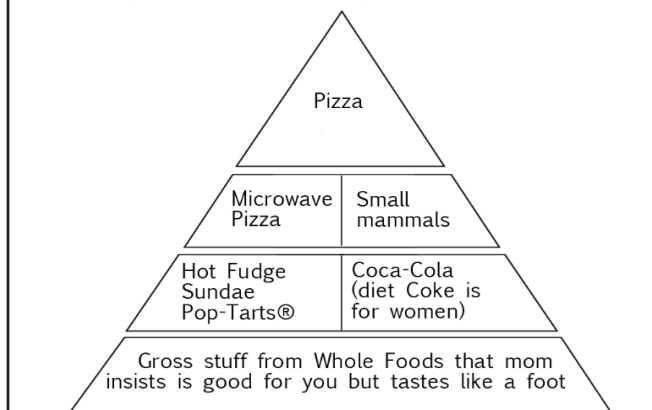 Pizza
Microwave
Pizza
Small
mammals
Hot Fudge
Sundae
Pop-Tarts®
Coca-Cola
(diet Coke is
for women)
Gross stuff from Whole Foods that mom
insists is good for you but tastes like a foot